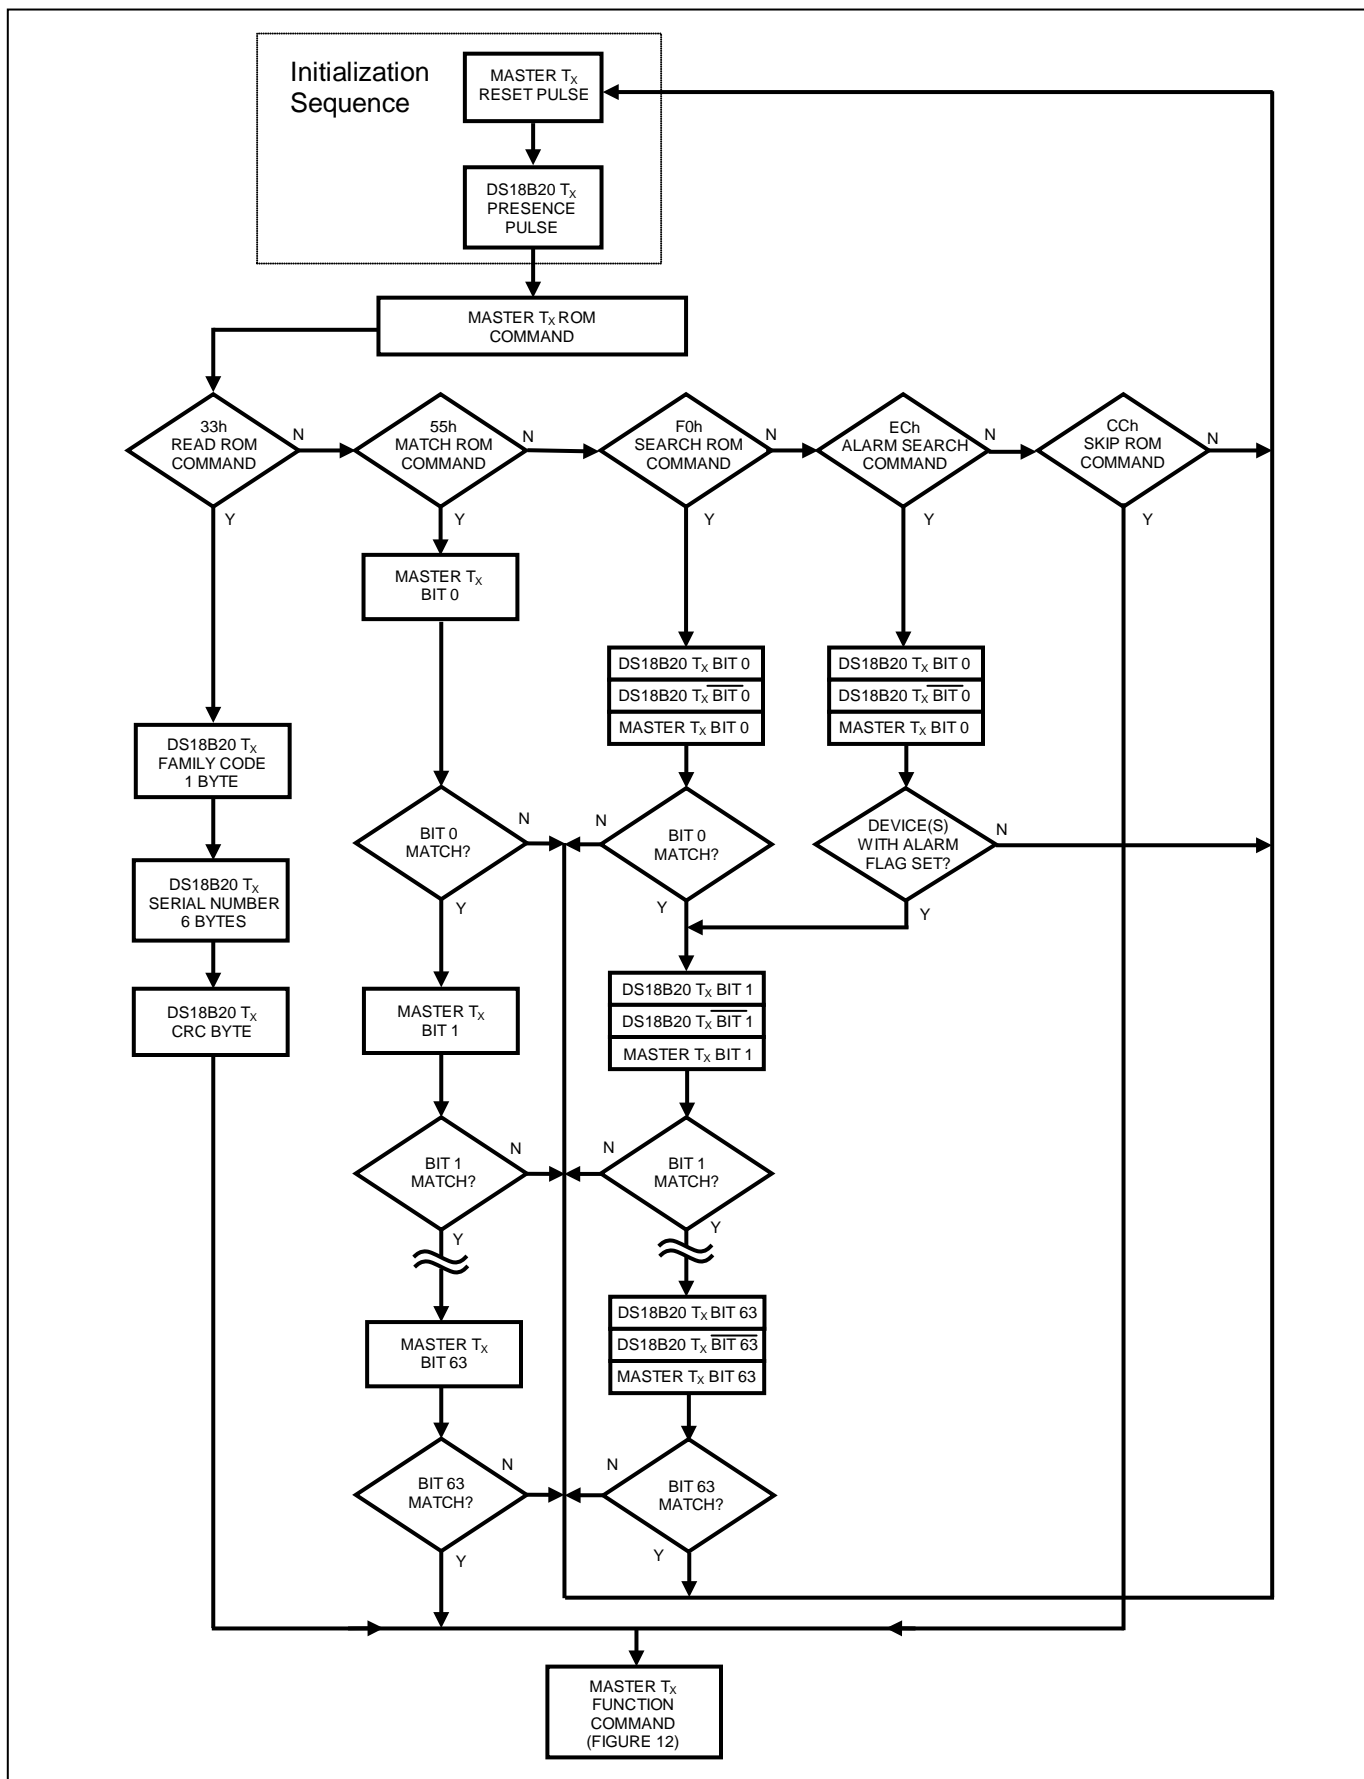 Initialization
Sequence
MASTER TX
RESET PULSE
DS18B20 TX
PRESENCE
PULSE
MASTER TX ROM
COMMAND
33h
READ ROM
COMMAND
N
Y
55h
MATCH ROM
COMMAND
N
Y
F0h
SEARCH ROM
COMMAND
N
Y
ECh
ALARM SEARCH
COMMAND
N
Y
CCh
SKIP ROM
COMMAND
N
Y
MASTER TX
BIT 0
DS18B20 TX BIT 0
DS18B20 TX BIT 0
MASTER TX BIT 0
DS18B20 TX BIT 0
DS18B20 TX BIT 0
MASTER TX BIT 0
DS18B20 TX
FAMILY CODE
1 BYTE
BIT 0
MATCH?
N
Y
BIT 0
MATCH?
N
Y
DEVICE(S)
WITH ALARM
FLAG SET?
N
Y
DS18B20 TX
SERIAL NUMBER
6 BYTES
DS18B20 TX
CRC BYTE
MASTER TX
BIT 1
DS18B20 TX BIT 1
DS18B20 TX BIT 1
MASTER TX BIT 1
BIT 1
MATCH?
N
Y
BIT 1
MATCH?
N
Y
MASTER TX
BIT 63
DS18B20 TX BIT 63
DS18B20 TX BIT 63
MASTER TX BIT 63
BIT 63
MATCH?
N
Y
BIT 63
MATCH?
N
Y
MASTER TX
FUNCTION
COMMAND
(FIGURE 12)